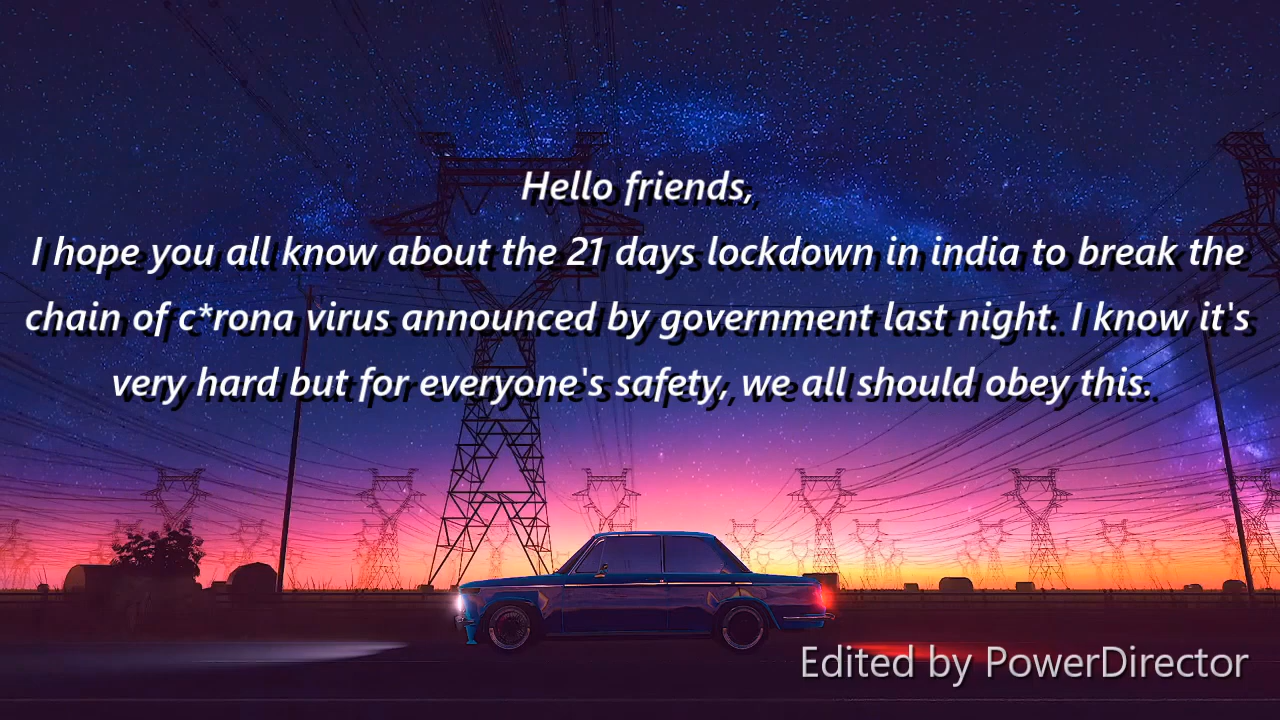 Hello friends,
I hope you all know about the 21 days lockdown in india to break the
chain of c*rona virus announced by government last night. I know it's
very hard but for everyone's safety, we all should obey this.
Edited by PowerDirector